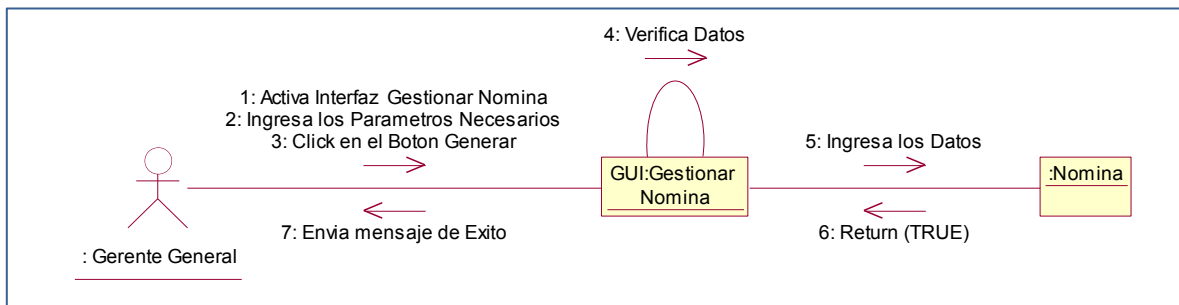 4: Verifica Datos
1: Activa Interfaz Gestionar Nomina
2: Ingresa los Parametros Necesarios
3: Click en el Boton Generar
5: Ingresa los Datos
GUI:Gestionar
Nomina
:Nomina
7: Envia mensaje de Exito
6: Return (TRUE)
: Gerente General